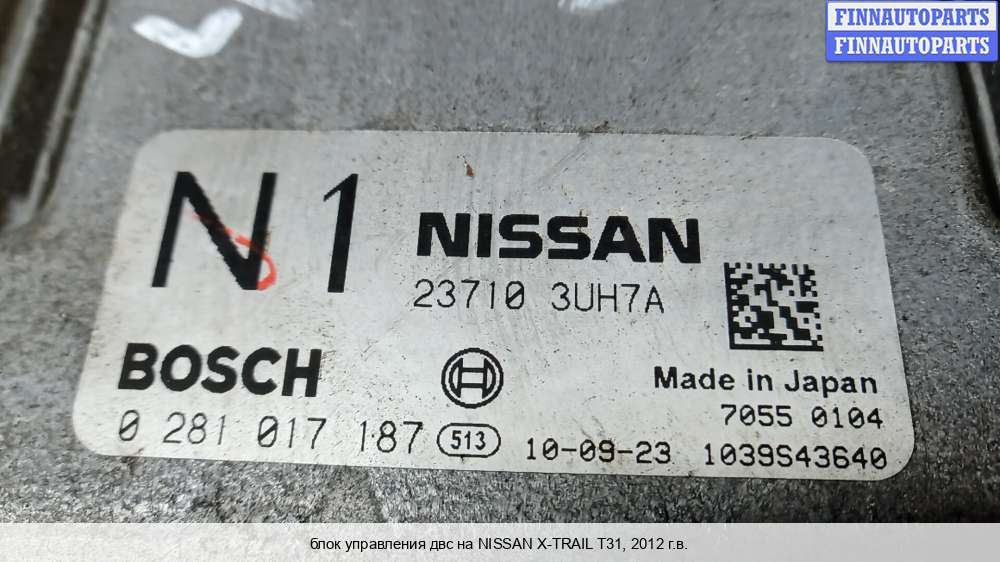 FINNAUTOPARTS
FINNAUTOPARTS
N1
NISSAN
23710 3UH7A
BOSCH
Made in Japan
0 281 017 187 513
7055 0104
10-09-23 1039S43640
блок управления двс на NISSAN X-TRAIL T31, 2012 г.в.